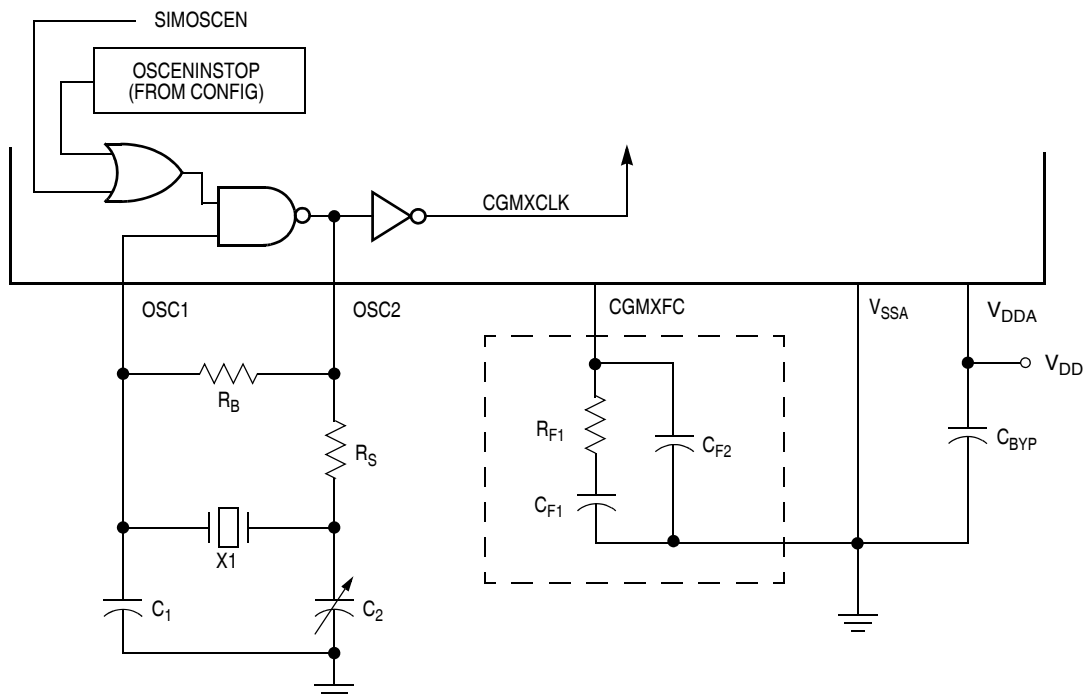 SIMOSCEN
OSCENINSTOP
(FROM CONFIG)
CGMXCLK
OSC1
OSC2
CGMXFC
VSSA
VDDA
VDD
RB
RS
RF1
CF2
CBYP
CF1
X1
C1
C2